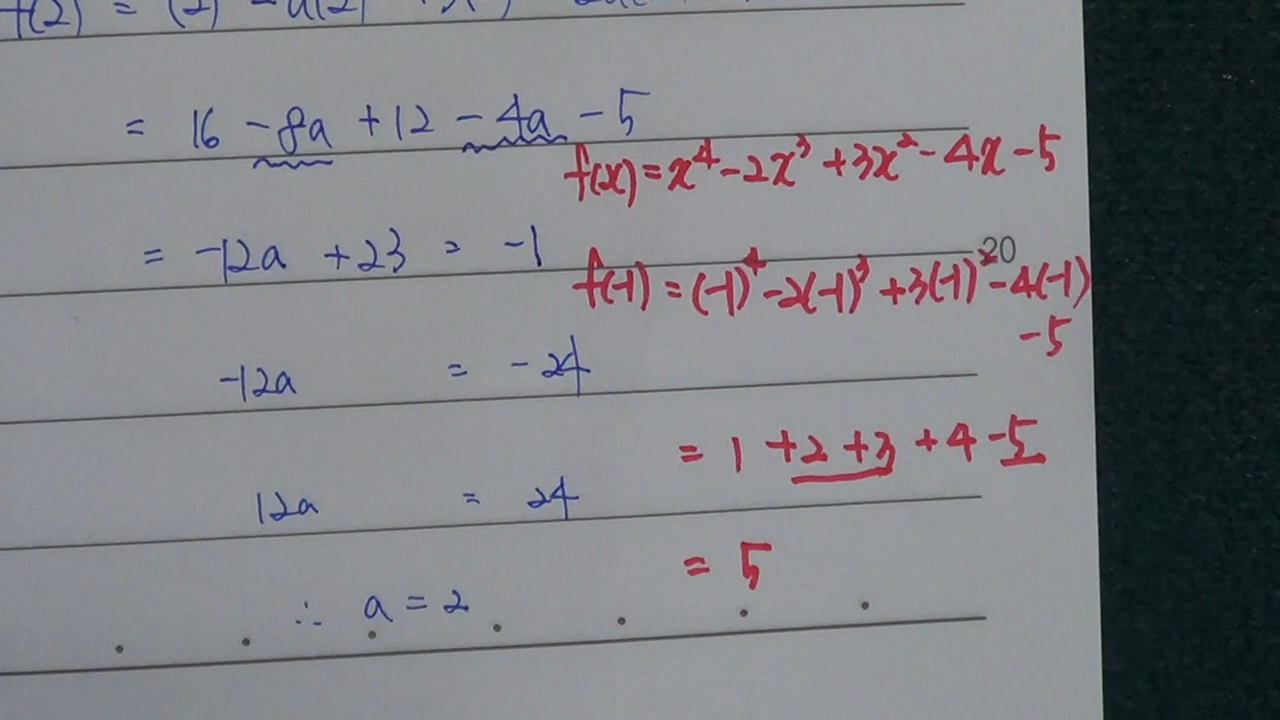 = 16 - 8a + 12 - 4a - 5
f(x) = x⁴ - 2x³ + 3x² - 4x - 5
= -12a + 23 = -1
20
f(-1) = (-1)⁴ - 2(-1)³ + 3(-1)² - 4(-1)
- 5
-12a = -24
= 1 + 2 + 3 + 4 - 5
12a = 24
= 5
∴ a = 2